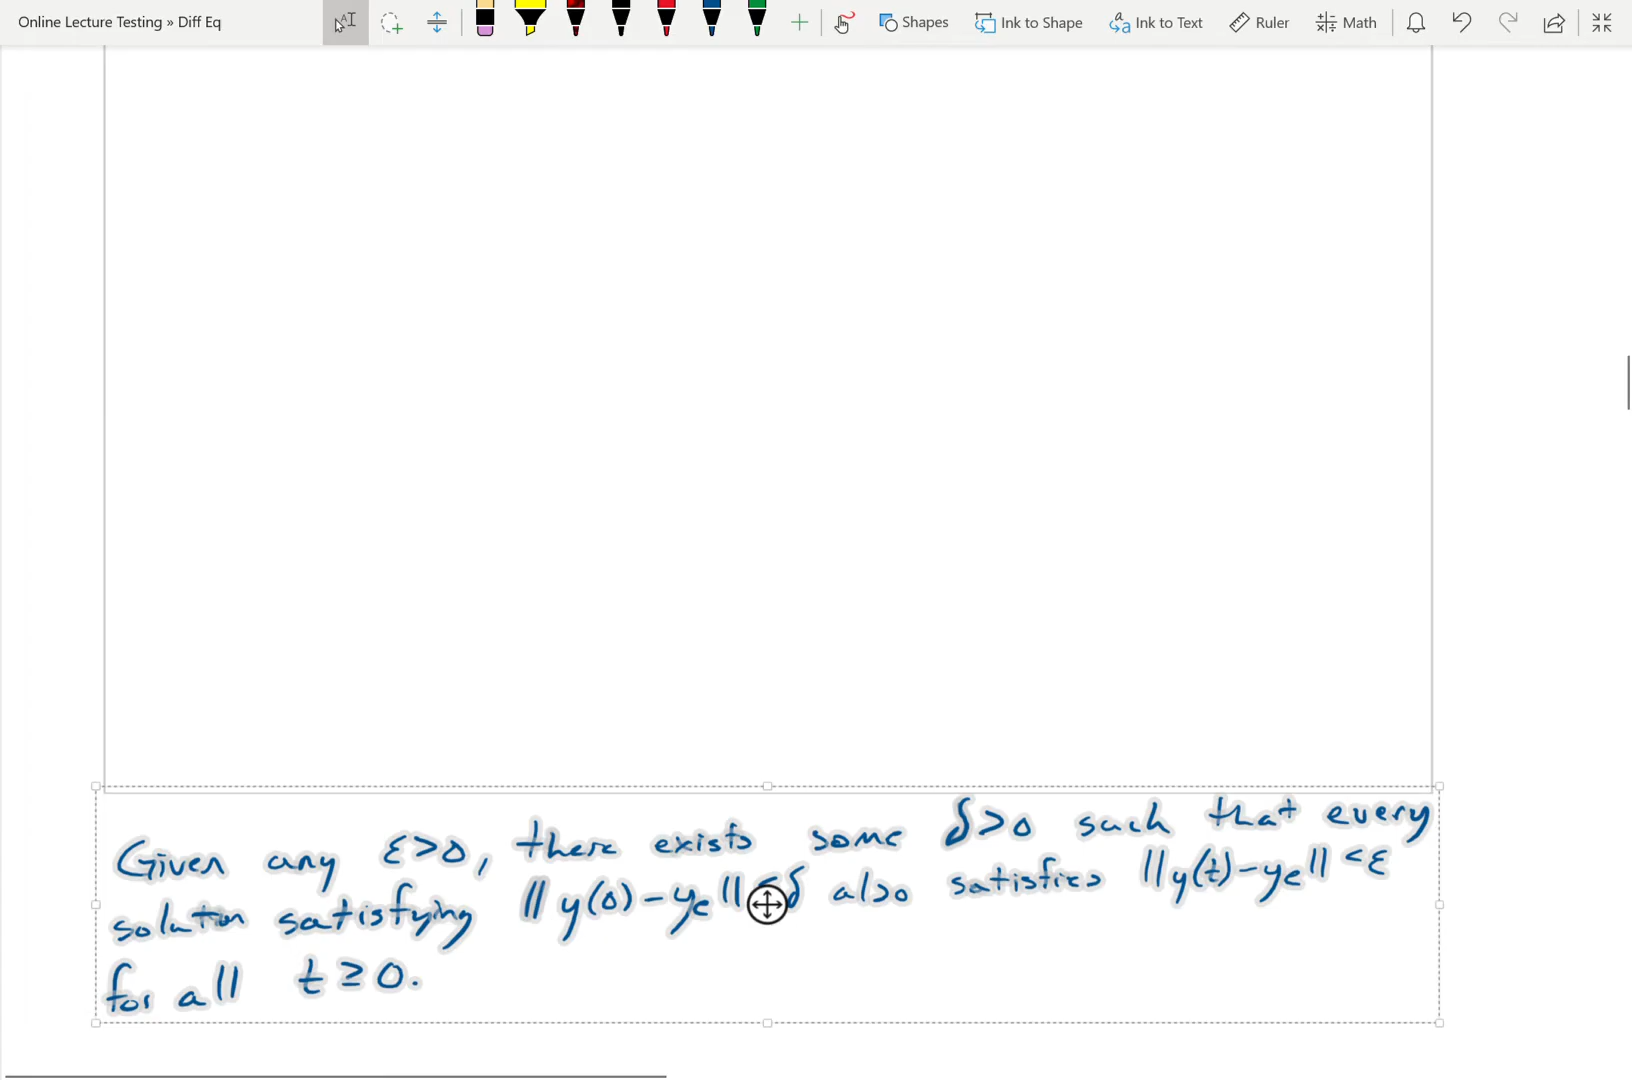 Online Lecture Testing » Diff Eq
Shapes Ink to Shape Ink to Text Ruler Math
Given any ε>0, there exists some δ>0 such that every
solution satisfying ||y(0)-ye|| <δ also satisfies ||y(t)-ye|| <ε
for all t≥0.